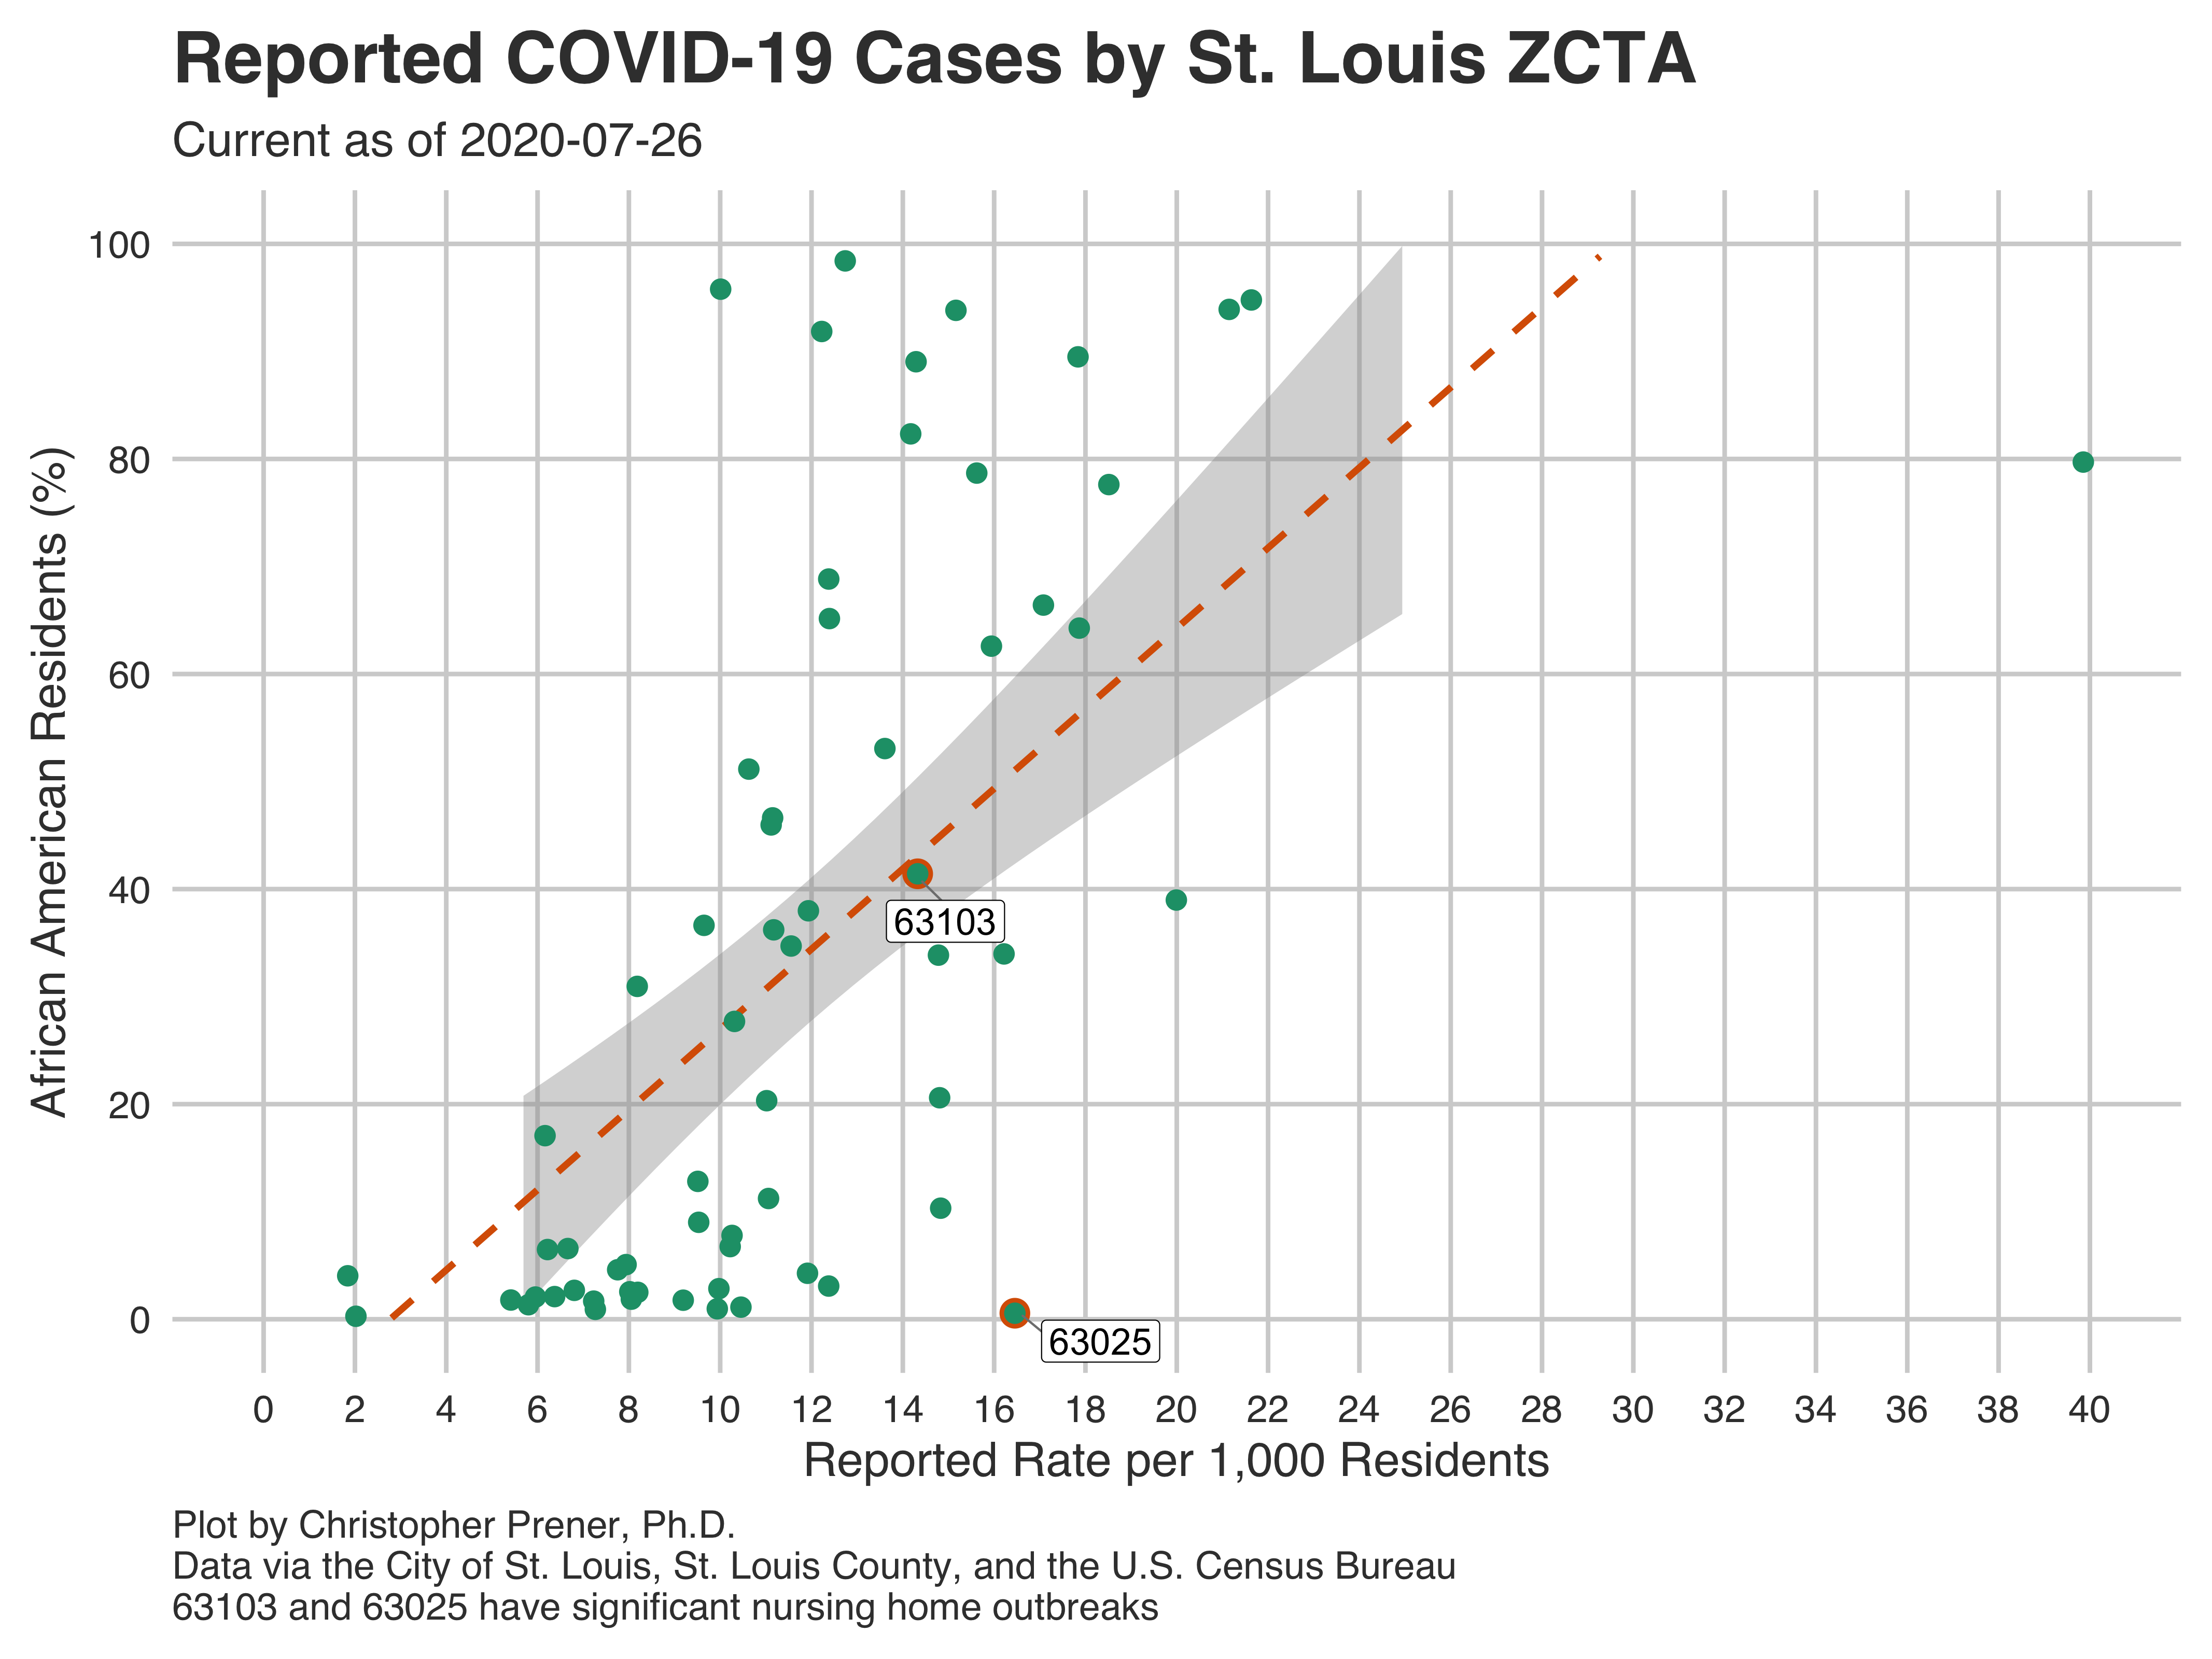 Reported COVID-19 Cases by St. Louis ZCTA
Current as of 2020-07-26
African American Residents (%)
100
80
60
40
20
0
63103
63025
0 2 4 6 8 10 12 14 16 18 20 22 24 26 28 30 32 34 36 38 40
Reported Rate per 1,000 Residents
Plot by Christopher Prener, Ph.D.
Data via the City of St. Louis, St. Louis County, and the U.S. Census Bureau
63103 and 63025 have significant nursing home outbreaks